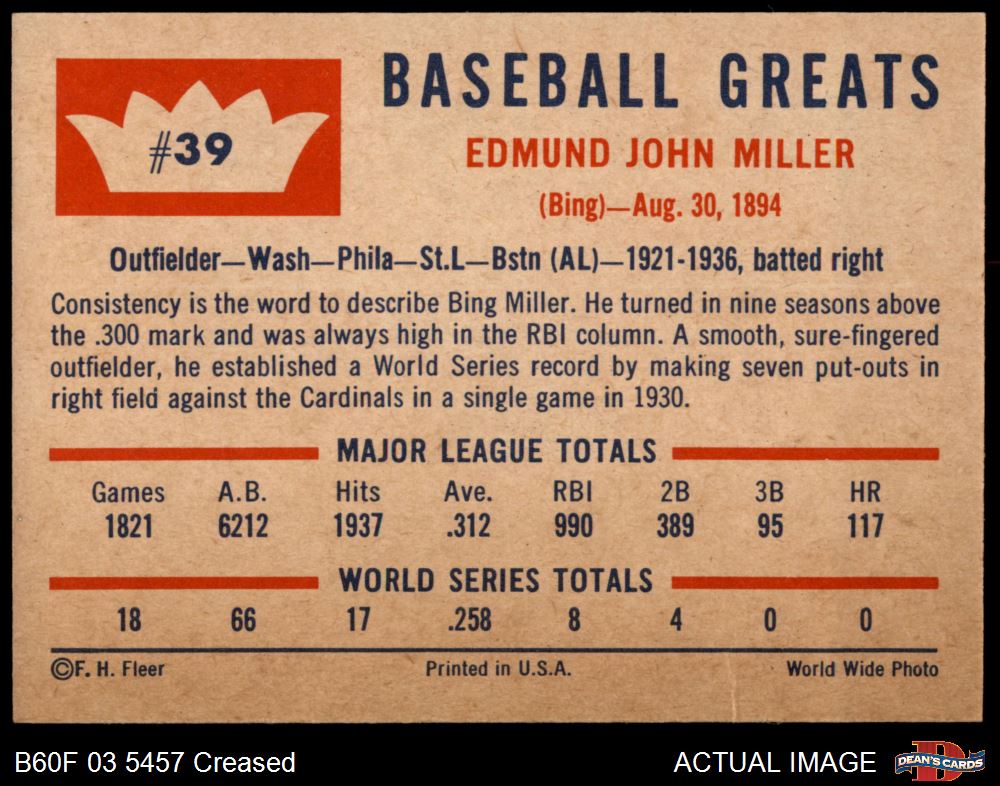 #39
BASEBALL GREATS
EDMUND JOHN MILLER
(Bing)—Aug. 30, 1894
Outfielder—Wash—Phila—St.L—Bstn (AL)—1921-1936, batted right
Consistency is the word to describe Bing Miller. He turned in nine seasons above
the .300 mark and was always high in the RBI column. A smooth, sure-fingered
outfielder, he established a World Series record by making seven put-outs in
right field against the Cardinals in a single game in 1930.
MAJOR LEAGUE TOTALS
Games A.B. Hits Ave. RBI 2B 3B HR
1821 6212 1937 .312 990 389 95 117
WORLD SERIES TOTALS
18 66 17 .258 8 4 0 0
©F. H. Fleer Printed in U.S.A. World Wide Photo
B60F 03 5457 Creased ACTUAL IMAGE D DEAN'S CARDS